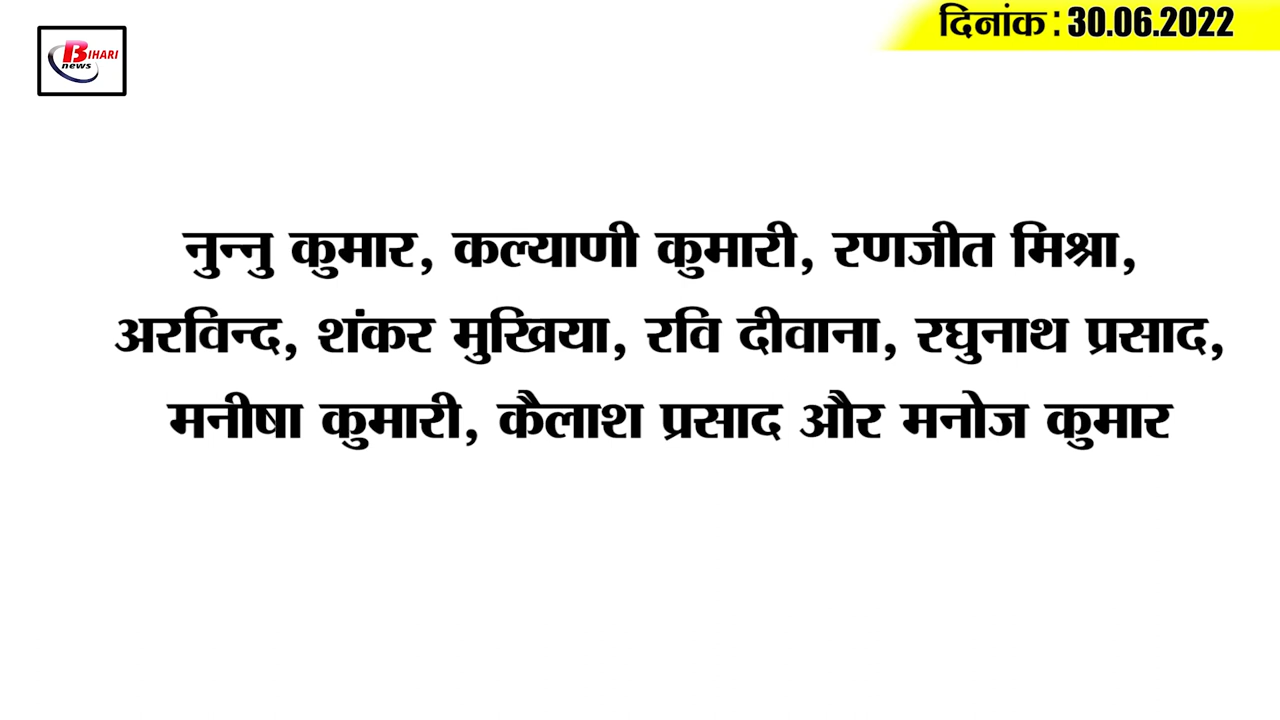 BIHARI
news
दिनांक : 30.06.2022
नुन्नु कुमार, कल्याणी कुमारी, रणजीत मिश्रा,
अरविन्द, शंकर मुखिया, रवि दीवाना, रघुनाथ प्रसाद,
मनीषा कुमारी, कैलाश प्रसाद और मनोज कुमार